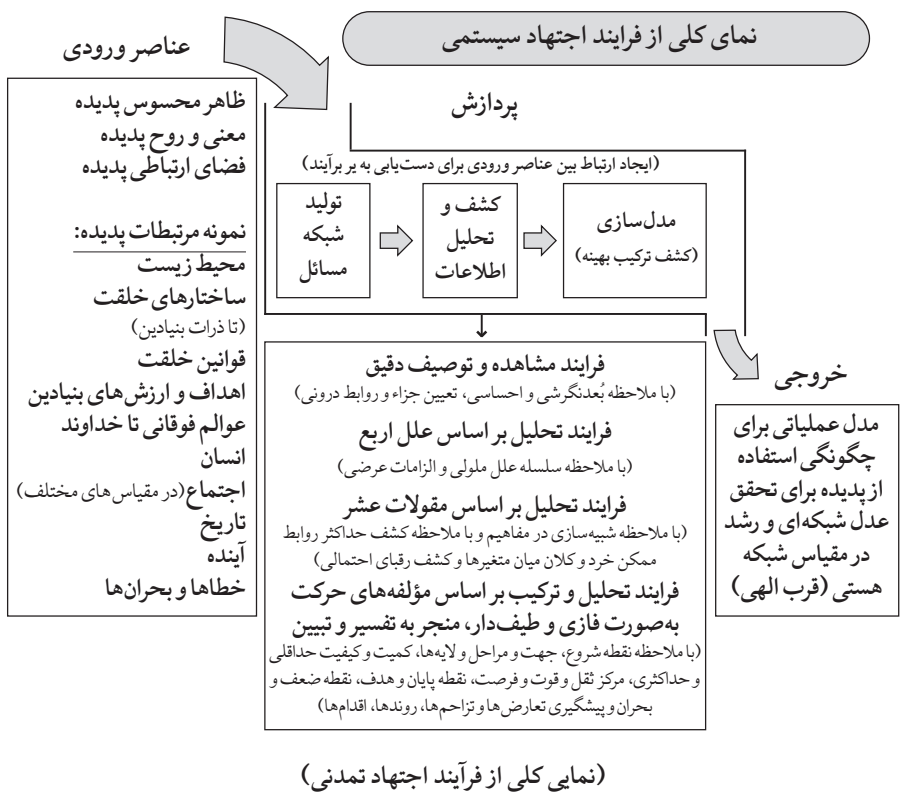 نمای کلی از فرایند اجتهاد سیستمی
عناصر ورودی
ظاهر محسوس پدیده
معنی و روح پدیده
فضای ارتباطی پدیده
نمونه مرتبطات پدیده:
محیط زیست
ساختارهای خلقت
(تا ذرات بنیادین)
قوانین خلقت
اهداف و ارزش‌های بنیادین
عوالم فوقانی تا خداوند
انسان
اجتماع (در مقیاس‌های مختلف)
تاریخ
آینده
خطاها و بحران‌ها
پردازش
(ایجاد ارتباط بین عناصر ورودی برای دست‌یابی به یر برآیند)
تولید
شبکه
مسائل
کشف و
تحلیل
اطلاعات
مدل‌سازی
(کشف ترکیب بهینه)
فرایند مشاهده و توصیف دقیق
(با ملاحظه بُعدنگرشی و احساسی، تعیین جزاء و روابط درونی)
فرایند تحلیل بر اساس علل اربع
(با ملاحظه سلسله علل ملولی و الزامات عرضی)
فرایند تحلیل بر اساس مقولات عشر
(با ملاحظه شبیه‌سازی در مفاهیم و با ملاحظه کشف حداکثر روابط
ممکن خرد و کلان میان متغیرها و کشف رقبای احتمالی)
فرایند تحلیل و ترکیب بر اساس مؤلفه‌های حرکت
به‌صورت فازی و طیف‌دار، منجر به تفسیر و تبیین
(با ملاحظه نقطه شروع، جهت و مراحل و لایه‌ها، کمیت و کیفیت حداقلی
و حداکثری، مرکز ثقل و قوت و فرصت، نقطه پایان و هدف، نقطه ضعف و
بحران و پیشگیری تعارض‌ها و تزاحم‌ها، روندها، اقدام‌ها)
خروجی
مدل عملیاتی برای
چگونگی استفاده
از پدیده برای تحقق
عدل شبکه‌ای و رشد
در مقیاس شبکه
هستی (قرب الهی)
(نمایی کلی از فرآیند اجتهاد تمدنی)